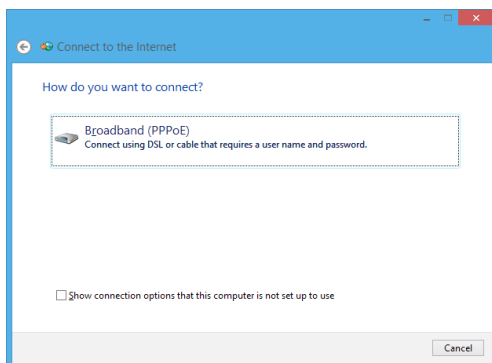 Connect to the Internet
How do you want to connect?
Broadband (PPPoE)
Connect using DSL or cable that requires a user name and password.
Show connection options that this computer is not set up to use
Cancel